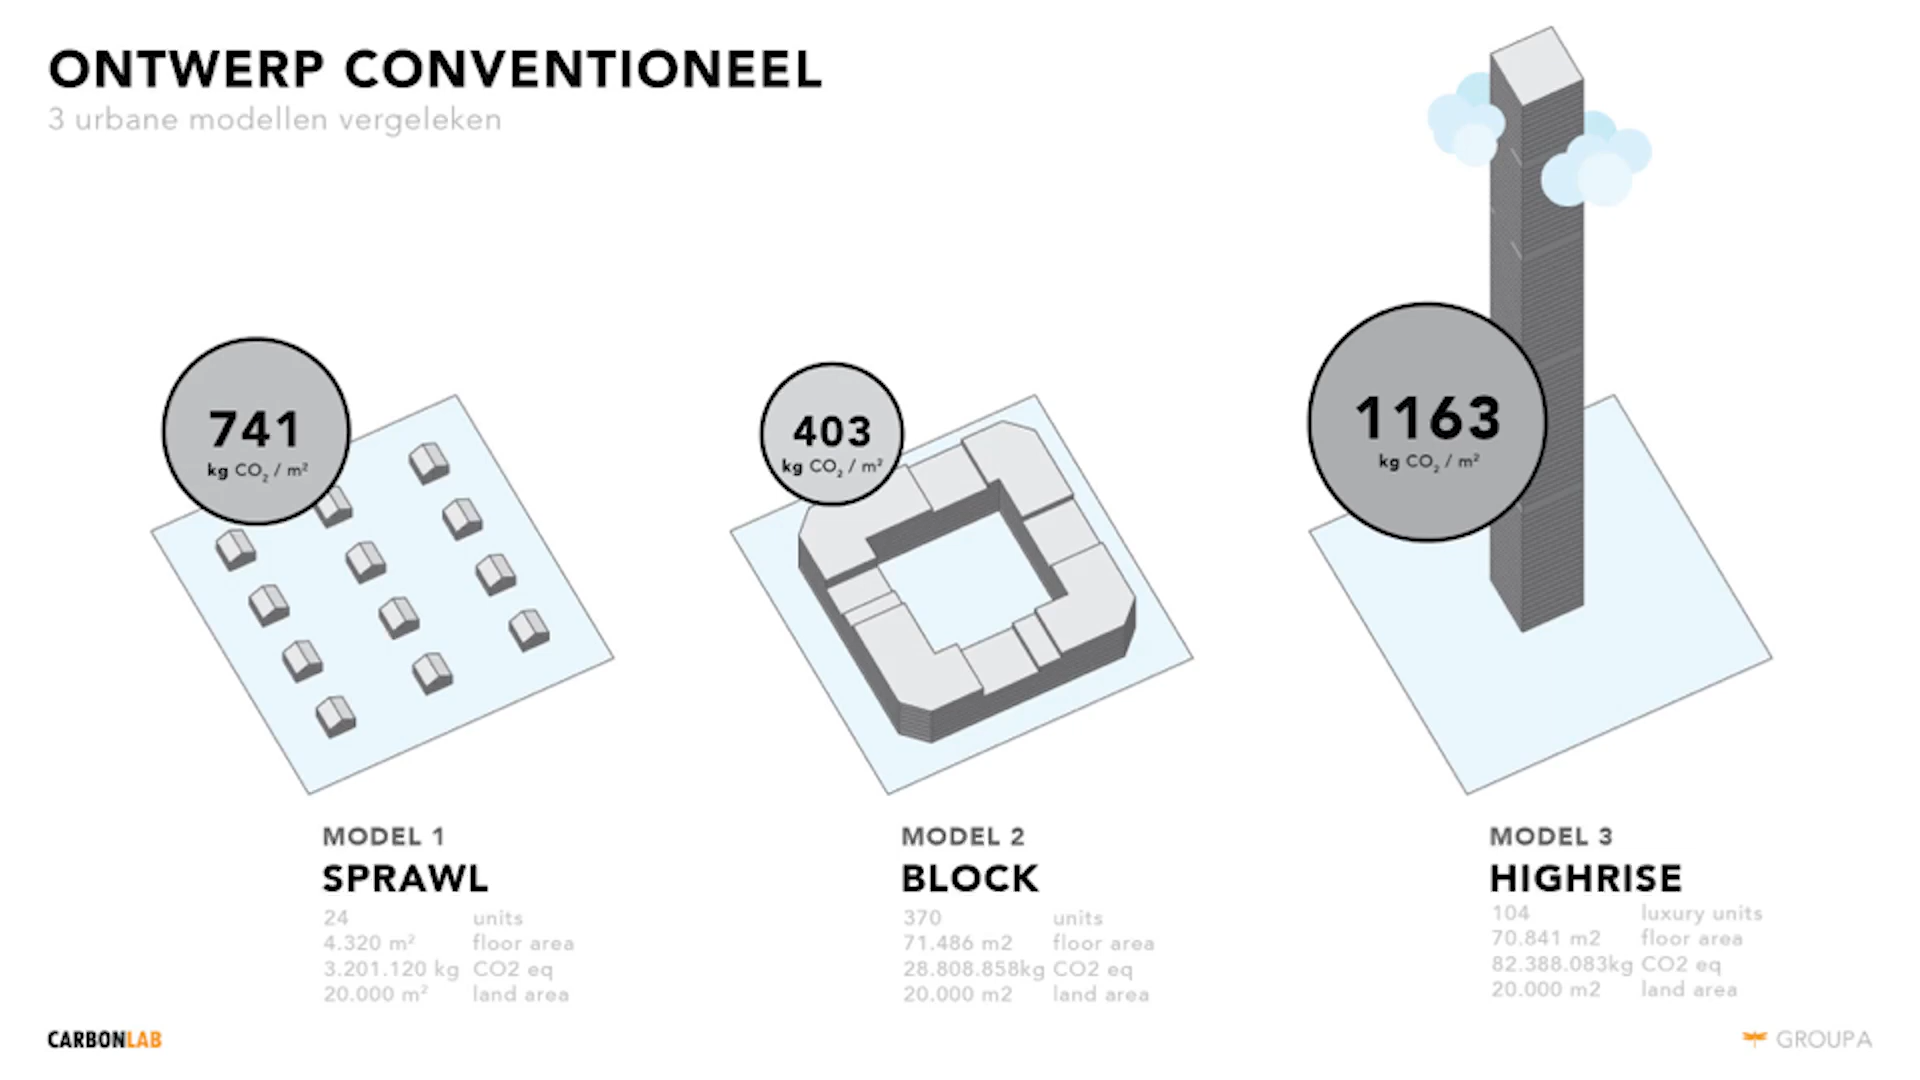 ONTWERP CONVENTIONEEL
3 urbane modellen vergeleken
741
kg CO₂ / m²
403
kg CO₂ / m²
1163
kg CO₂ / m²
MODEL 1
SPRAWL
24 units
4.320 m² floor area
3.201.120 kg CO2 eq
20.000 m² land area
MODEL 2
BLOCK
370 units
71.486 m2 floor area
28.808.858kg CO2 eq
20.000 m2 land area
MODEL 3
HIGHRISE
104 luxury units
70.841 m2 floor area
82.388.083kg CO2 eq
20.000 m2 land area
CARBONLAB
GROUPA